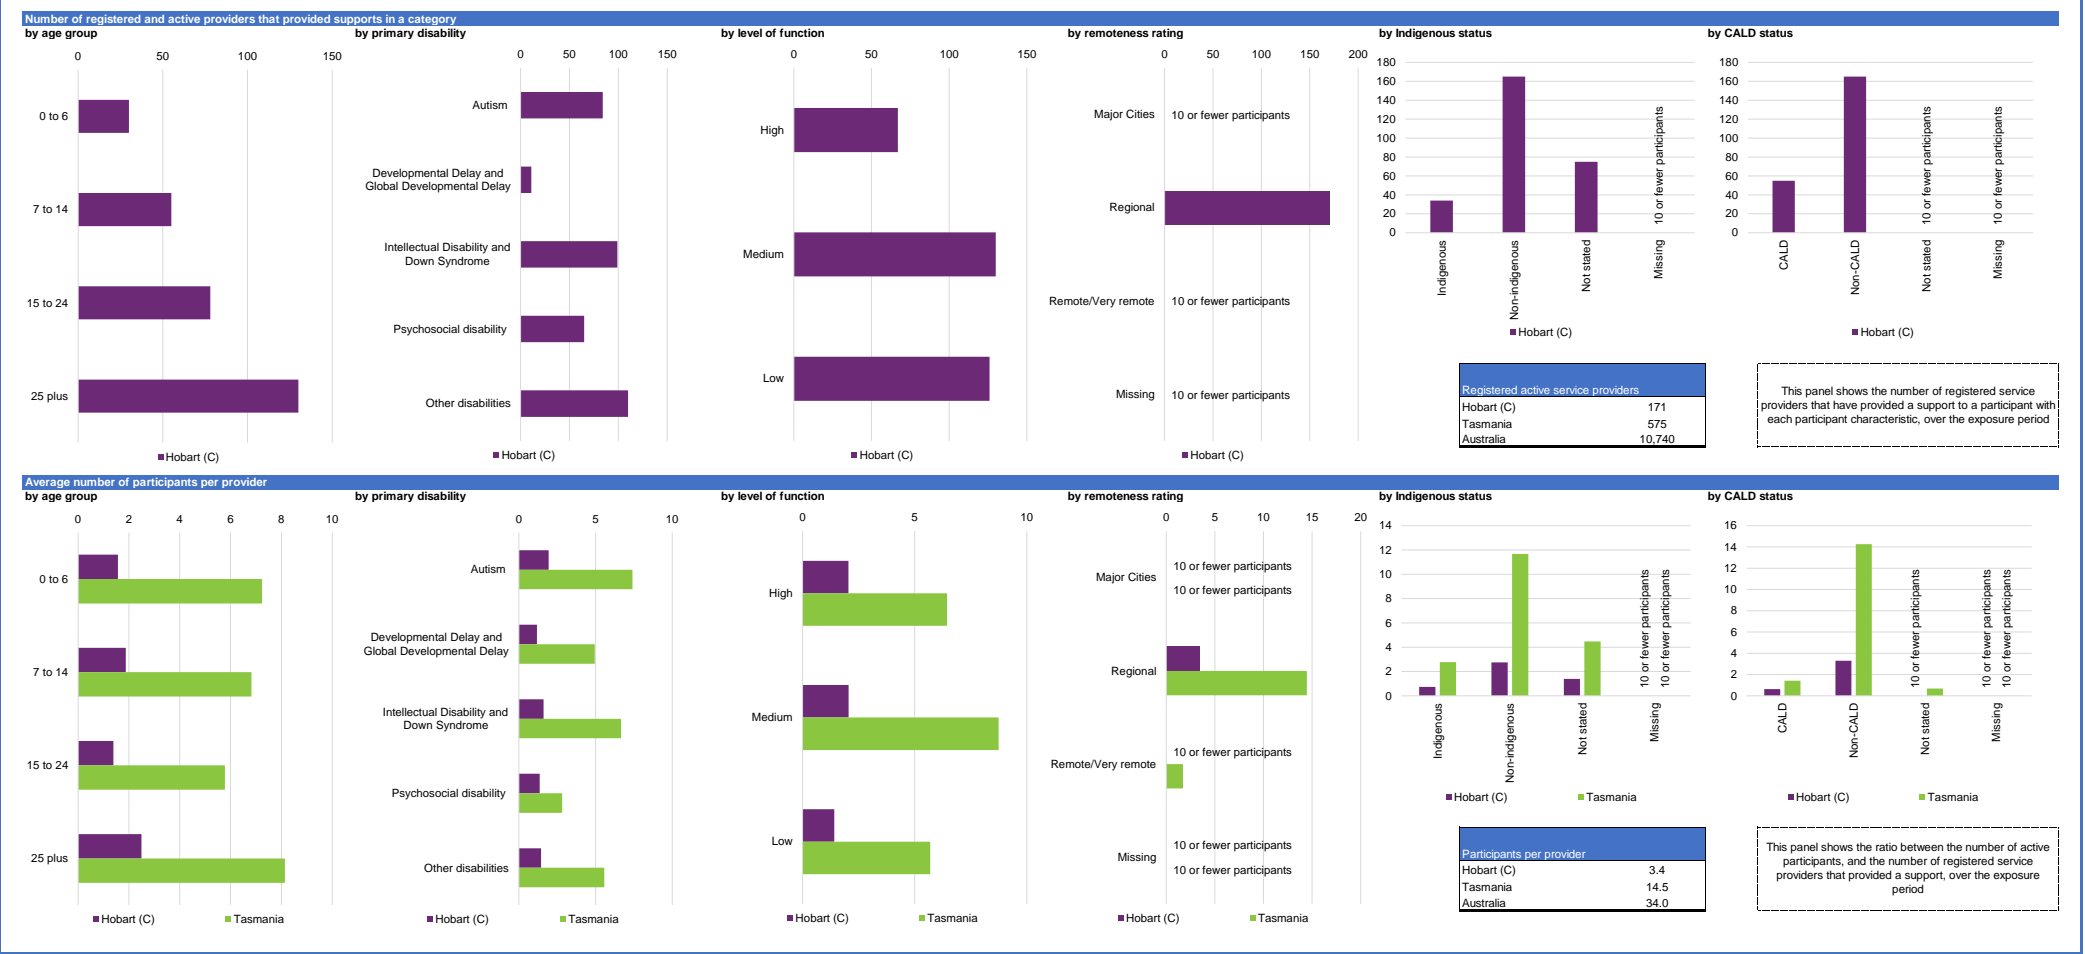 Number of registered and active providers that provided supports in a category
by age group
0 50 100 150
0 to 6
7 to 14
15 to 24
25 plus
Hobart (C)
by primary disability
0 50 100 150
Autism
Developmental Delay and
Global Developmental Delay
Intellectual Disability and
Down Syndrome
Psychosocial disability
Other disabilities
Hobart (C)
by level of function
0 50 100 150
High
Medium
Low
Hobart (C)
by remoteness rating
0 50 100 150 200
Major Cities 10 or fewer participants
Regional
Remote/Very remote 10 or fewer participants
Missing 10 or fewer participants
Hobart (C)
by Indigenous status
180
160
140
120
100
80
60
40
20
0
10 or fewer participants
Indigenous
Non-indigenous
Not stated
Missing
Hobart (C)
by CALD status
180
160
140
120
100
80
60
40
20
0
10 or fewer participants
10 or fewer participants
CALD
Non-CALD
Not stated
Missing
Hobart (C)
Registered active service providers
Hobart (C) 171
Tasmania 575
Australia 10,740
This panel shows the number of registered service
providers that have provided a support to a participant with
each participant characteristic, over the exposure period
Average number of participants per provider
by age group
0 2 4 6 8 10
0 to 6
7 to 14
15 to 24
25 plus
Hobart (C) Tasmania
by primary disability
0 5 10
Autism
Developmental Delay and
Global Developmental Delay
Intellectual Disability and
Down Syndrome
Psychosocial disability
Other disabilities
Hobart (C) Tasmania
by level of function
0 5 10
High
Medium
Low
Hobart (C) Tasmania
by remoteness rating
0 5 10 15 20
Major Cities
10 or fewer participants
10 or fewer participants
Regional
Remote/Very remote
10 or fewer participants
Missing
10 or fewer participants
10 or fewer participants
Hobart (C) Tasmania
by Indigenous status
14
12
10
8
6
4
2
0
10 or fewer participants
10 or fewer participants
Indigenous
Non-indigenous
Not stated
Missing
Hobart (C) Tasmania
by CALD status
16
14
12
10
8
6
4
2
0
10 or fewer participants
10 or fewer participants
10 or fewer participants
CALD
Non-CALD
Not stated
Missing
Hobart (C) Tasmania
Participants per provider
Hobart (C) 3.4
Tasmania 14.5
Australia 34.0
This panel shows the ratio between the number of active
participants, and the number of registered service
providers that provided a support, over the exposure
period